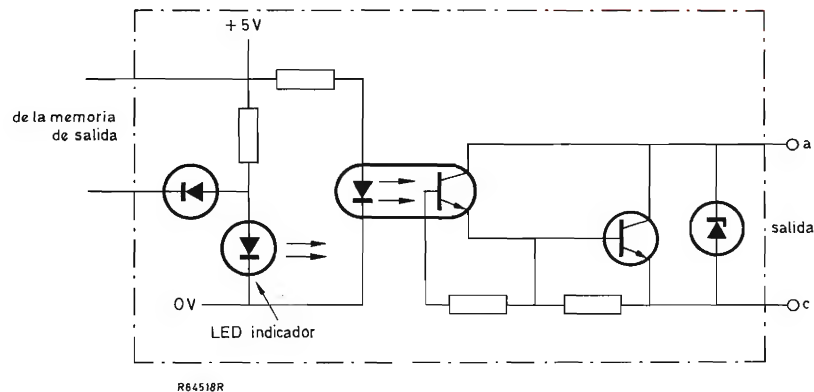 +5V
de la memoria
de salida
a
salida
c
0V
LED indicador
R64518R